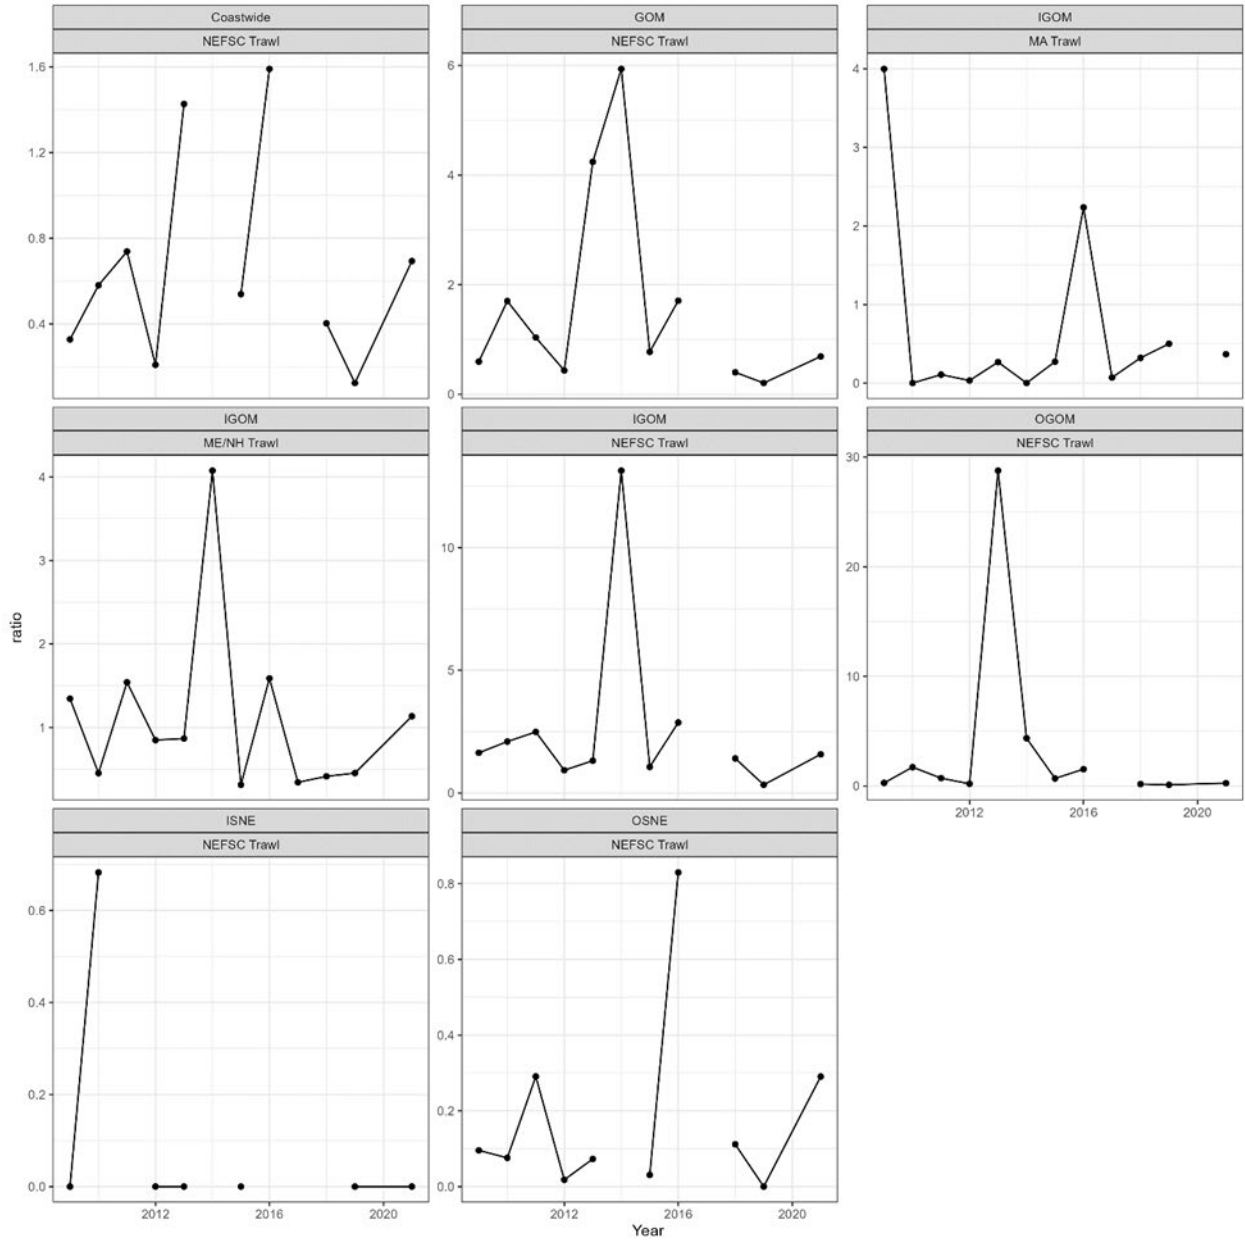 Coastwide
NEFSC Trawl
1.6
1.2
0.8
0.4
GOM
NEFSC Trawl
6
4
2
0
IGOM
MA Trawl
4
3
2
1
0
IGOM
ME/NH Trawl
4
3
2
1
IGOM
NEFSC Trawl
10
5
0
OGOM
NEFSC Trawl
30
20
10
0
2012 2016 2020
ratio
ISNE
NEFSC Trawl
0.6
0.4
0.2
0.0
2012 2016 2020
OSNE
NEFSC Trawl
0.8
0.6
0.4
0.2
0.0
2012 2016 2020
Year